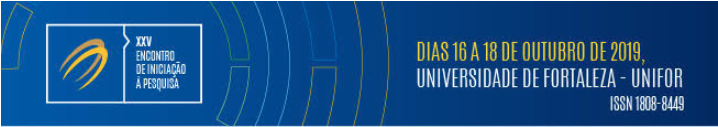 XXV
ENCONTRO
DE INICIAÇÃO
À PESQUISA
DIAS 16 A 18 DE OUTUBRO DE 2019,
UNIVERSIDADE DE FORTALEZA - UNIFOR
ISSN 1808-8449